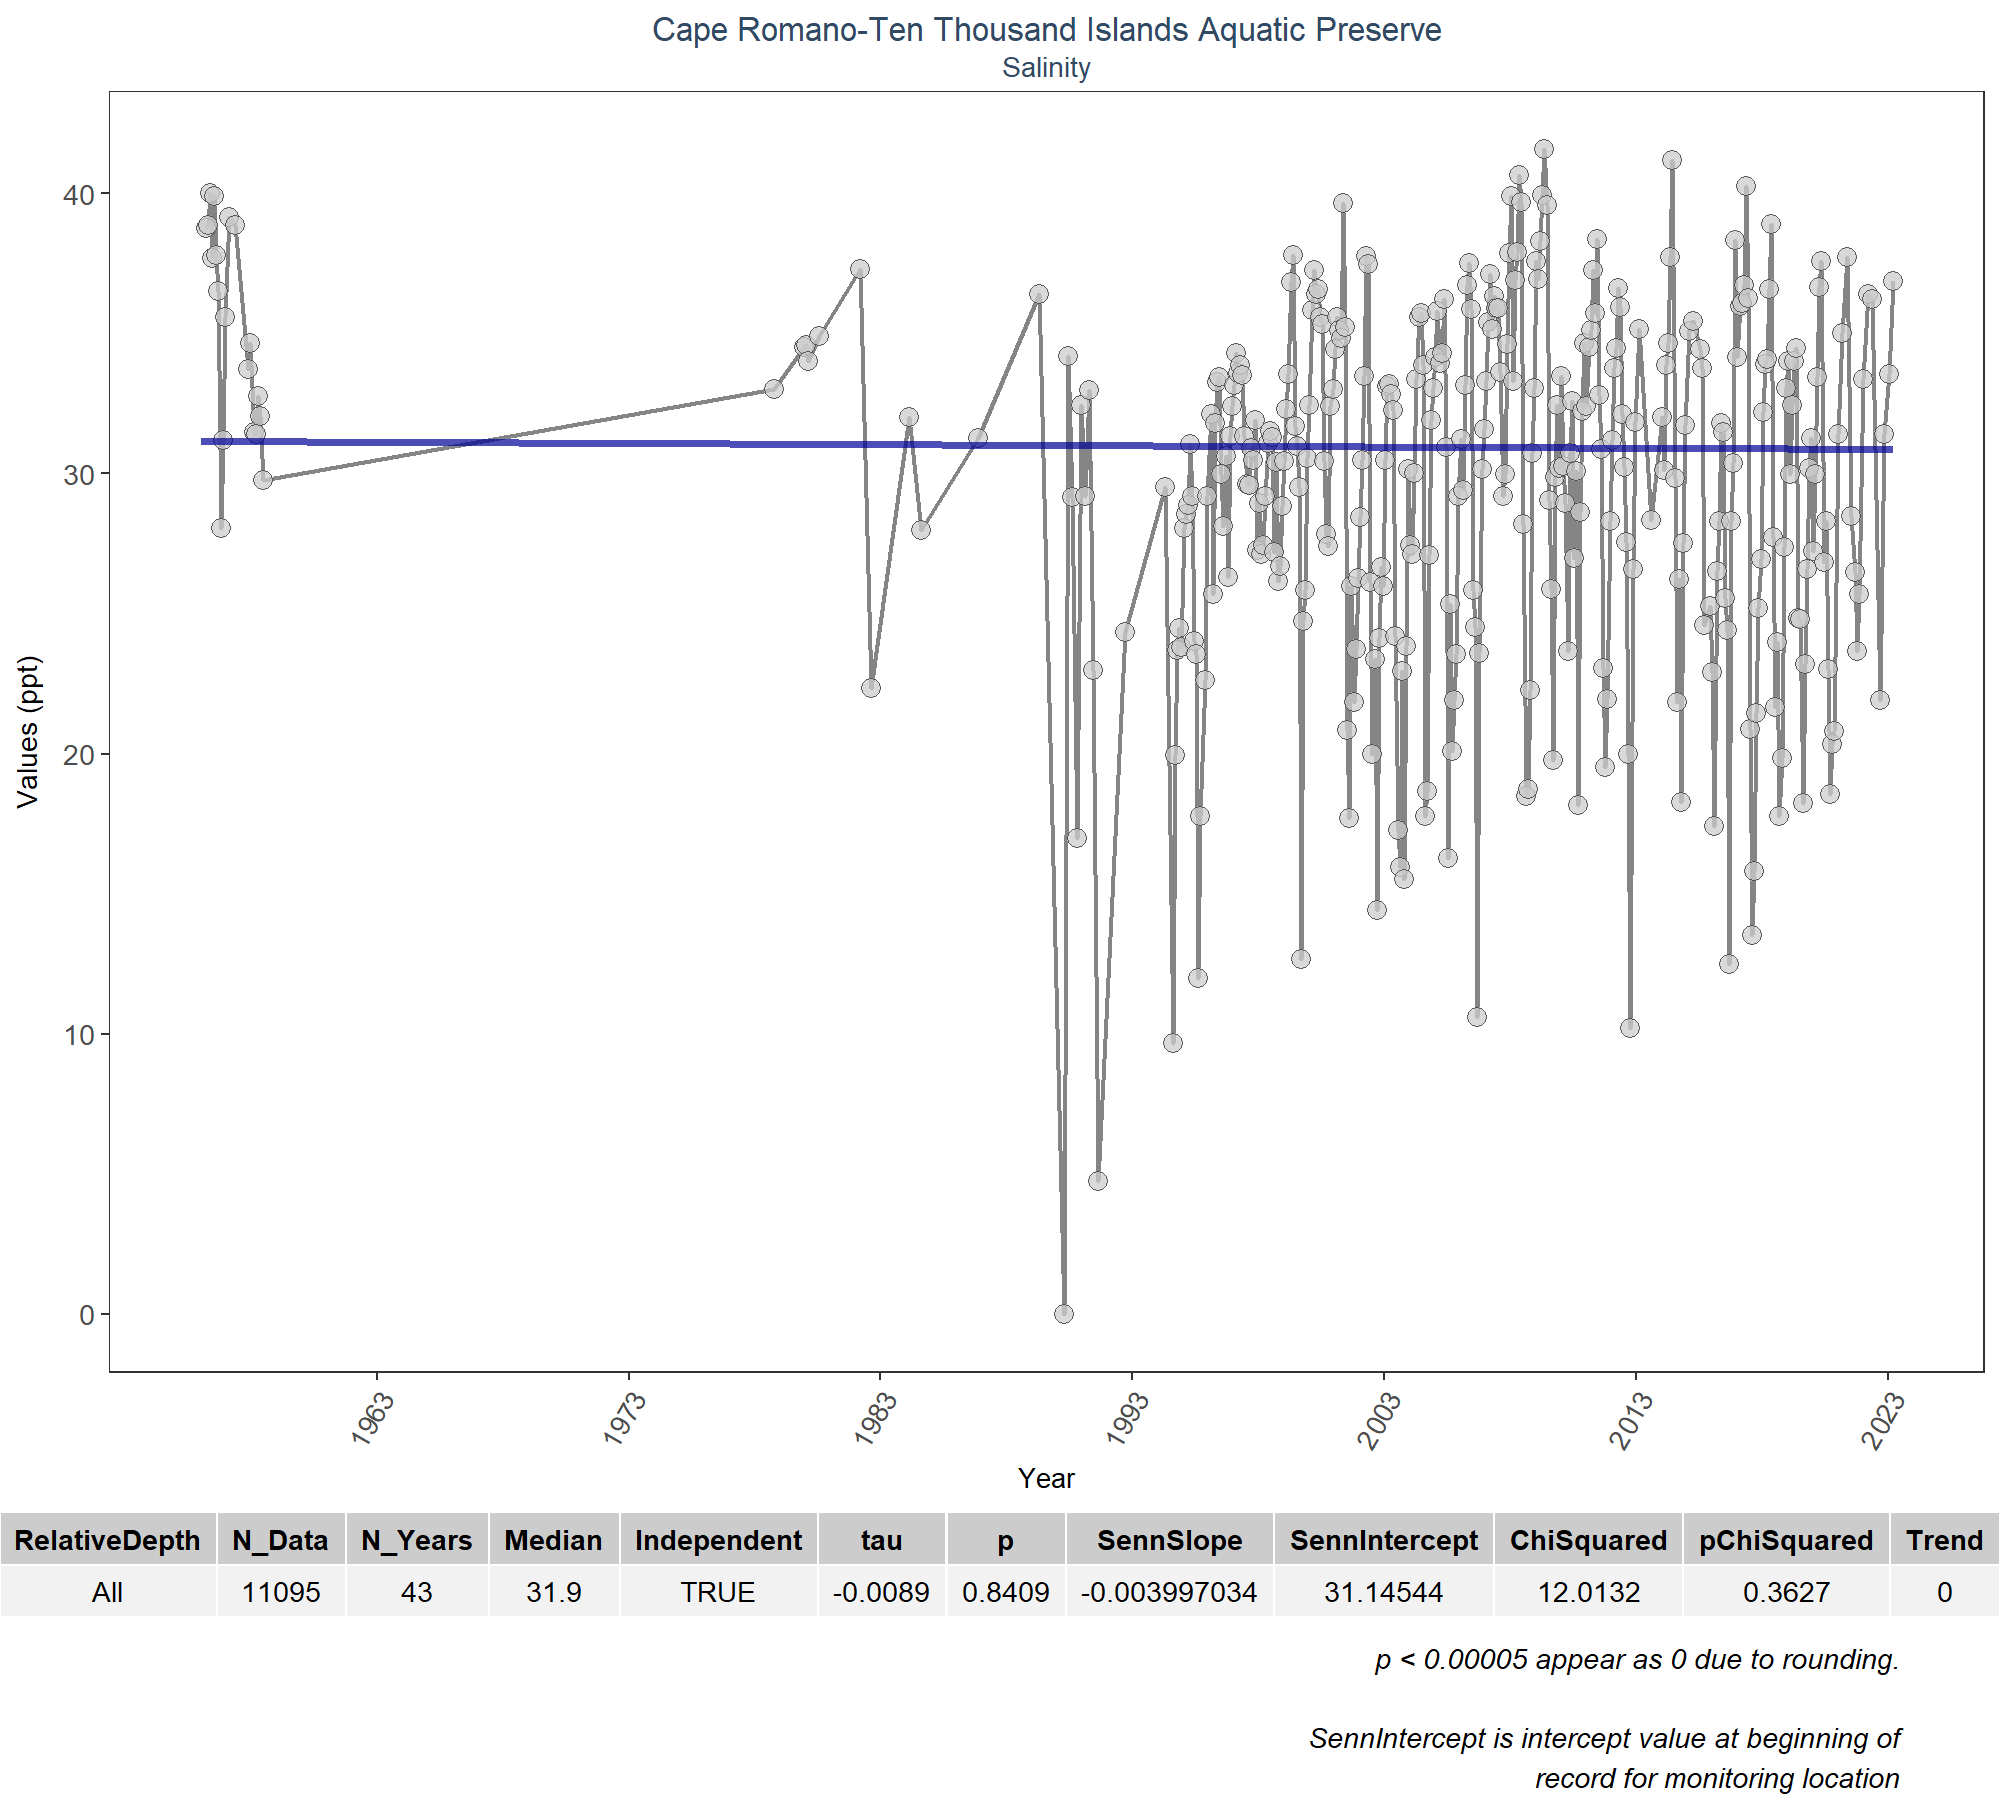 Cape Romano-Ten Thousand Islands Aquatic Preserve
Salinity
40
30
20
10
0
Values (ppt)
1963
1973
1983
1993
2003
2013
2023
Year
RelativeDepth N_Data N_Years Median Independent tau p SennSlope SennIntercept ChiSquared pChiSquared Trend
All 11095 43 31.9 TRUE -0.0089 0.8409 -0.003997034 31.14544 12.0132 0.3627 0
p < 0.00005 appear as 0 due to rounding.
SennIntercept is intercept value at beginning of
record for monitoring location